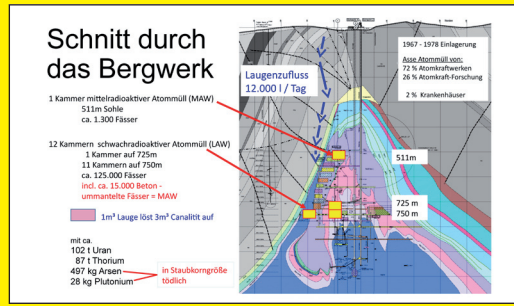 Schnitt durch
das Bergwerk
1 Kammer mittelradioaktiver Atommüll (MAW)
511m Sohle
ca. 1.300 Fässer
12 Kammern schwachradioaktiver Atommüll (LAW)
1 Kammer auf 725m
11 Kammern auf 750m
ca. 125.000 Fässer
incl. ca. 15.000 Beton -
ummantelte Fässer = MAW
1m³ Lauge löst 3m³ Canalitit auf
mit ca.
102 t Uran
87 t Thorium
497 kg Arsen
28 kg Plutonium
in Staubkorngröße
tödlich
Laugenzufluss
12.000 l / Tag
1967 - 1978 Einlagerung
Asse Atommüll von:
72 % Atomkraftwerken
26 % Atomkraft-Forschung
2 % Krankenhäuser
511m
725 m
750 m